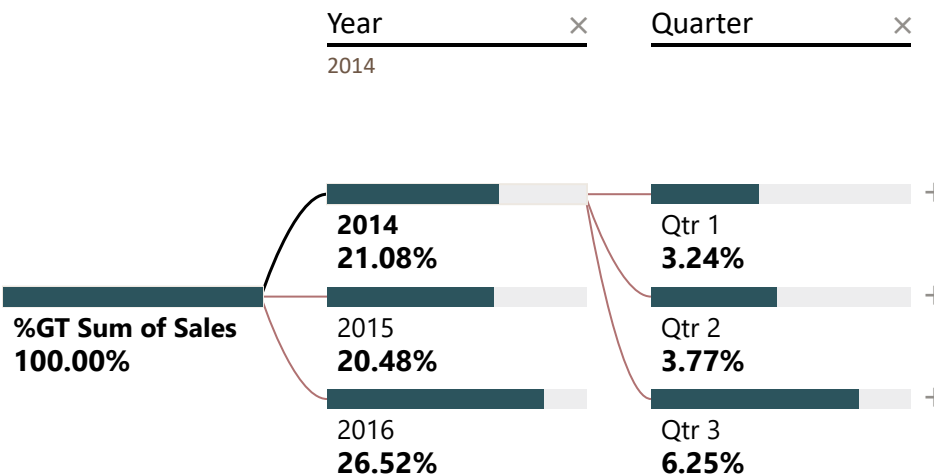 Year
×
Quarter
×
2014
2014
21.08%
Qtr 1
3.24%
%GT Sum of Sales
100.00%
2015
20.48%
Qtr 2
3.77%
2016
26.52%
Qtr 3
6.25%